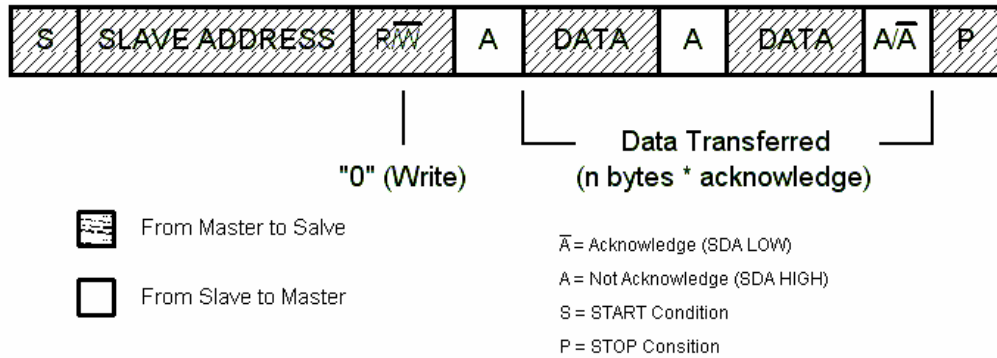 S SLAVE ADDRESS R/W̅ A DATA A DATA A/A̅ P
Data Transferred
"0" (Write) (n bytes * acknowledge)
From Master to Salve
From Slave to Master
A̅ = Acknowledge (SDA LOW)
A = Not Acknowledge (SDA HIGH)
S = START Condition
P = STOP Consition